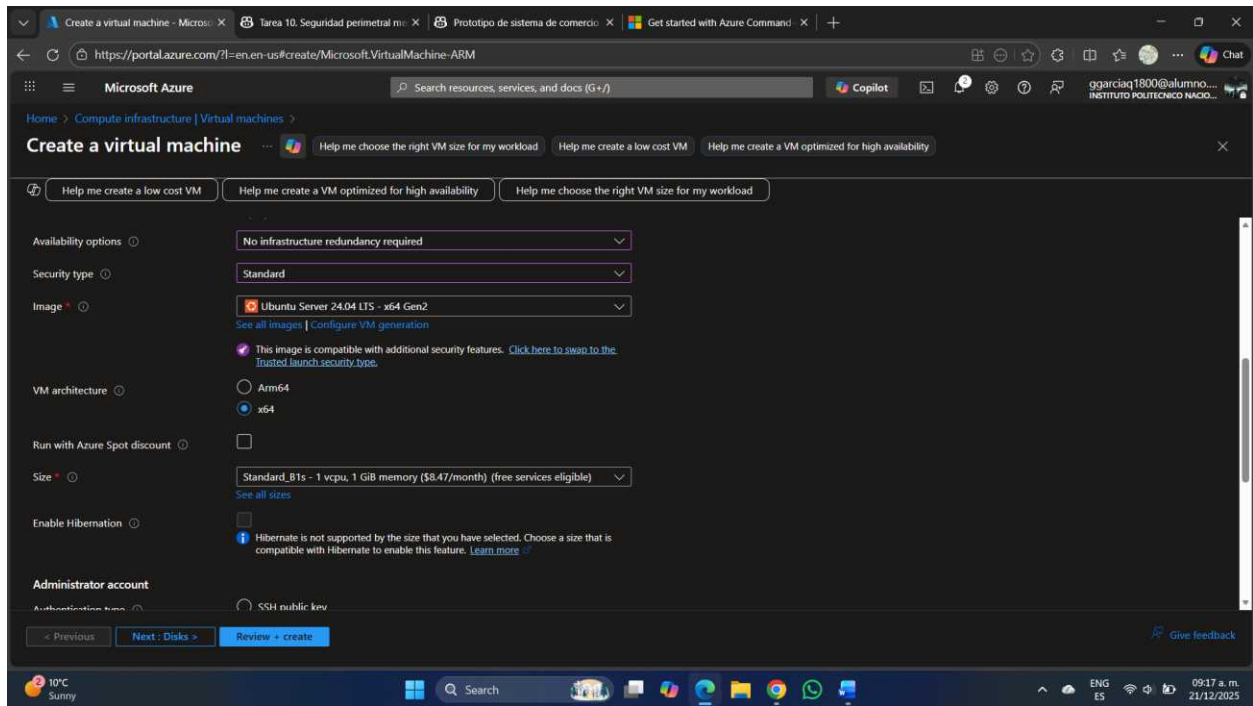 Create a virtual machine - Microso
Tarea 10. Seguridad perimetral me
Prototipo de sistema de comercio
Get started with Azure Command
https://portal.azure.com/?l=en.en-us#create/Microsoft.VirtualMachine-ARM
Chat
Microsoft Azure
Search resources, services, and docs (G+/)
Copilot
2
ggarciaq1800@alumno....
INSTITUTO POLITECNICO NACIO...
Home > Compute infrastructure | Virtual machines >
Create a virtual machine ...
Help me choose the right VM size for my workload
Help me create a low cost VM
Help me create a VM optimized for high availability
Help me create a low cost VM
Help me create a VM optimized for high availability
Help me choose the right VM size for my workload
Availability options
No infrastructure redundancy required
Security type
Standard
Image *
Ubuntu Server 24.04 LTS - x64 Gen2
See all images | Configure VM generation
This image is compatible with additional security features. Click here to swap to the
Trusted launch security type.
VM architecture
Arm64
x64
Run with Azure Spot discount
Size *
Standard_B1s - 1 vcpu, 1 GiB memory ($8.47/month) (free services eligible)
See all sizes
Enable Hibernation
Hibernate is not supported by the size that you have selected. Choose a size that is
compatible with Hibernate to enable this feature. Learn more
Administrator account
Authentication type
SSH public key
< Previous
Next : Disks >
Review + create
Give feedback
2
10°C
Sunny
Search
ENG
ES
09:17 a. m.
21/12/2025